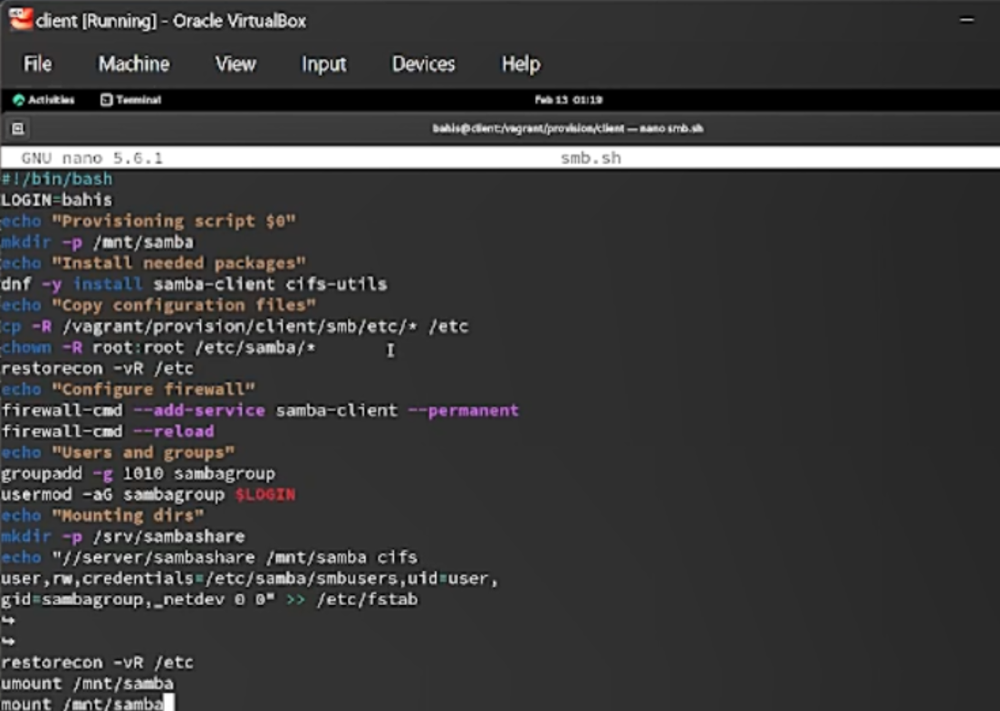 client [Running] - Oracle VirtualBox
File Machine View Input Devices Help
Activities Terminal Feb 13 01:19
bahis@client:/vagrant/provision/client — nano smb.sh
GNU nano 5.6.1 smb.sh
#!/bin/bash
LOGIN=bahis
echo "Provisioning script $0"
mkdir -p /mnt/samba
echo "Install needed packages"
dnf -y install samba-client cifs-utils
echo "Copy configuration files"
cp -R /vagrant/provision/client/smb/etc/* /etc
chown -R root:root /etc/samba/*
restorecon -vR /etc
echo "Configure firewall"
firewall-cmd --add-service samba-client --permanent
firewall-cmd --reload
echo "Users and groups"
groupadd -g 1010 sambagroup
usermod -aG sambagroup $LOGIN
echo "Mounting dirs"
mkdir -p /srv/sambashare
echo "//server/sambashare /mnt/samba cifs
user,rw,credentials=/etc/samba/smbusers,uid=user,
gid=sambagroup,_netdev 0 0" >> /etc/fstab
↪
↪
restorecon -vR /etc
umount /mnt/samba
mount /mnt/samba